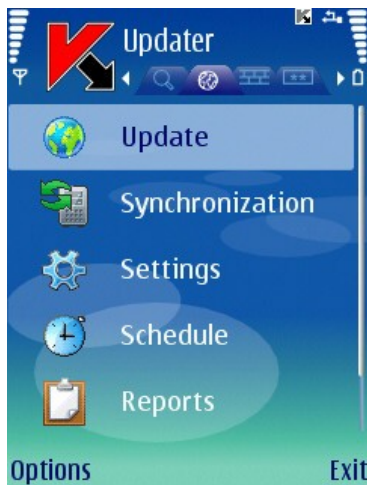 Updater
Update
Synchronization
Settings
Schedule
Reports
Options Exit